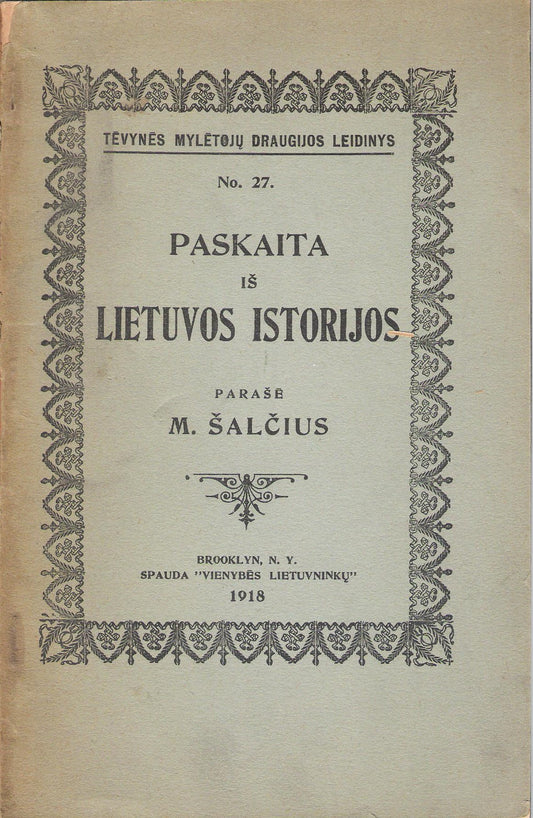 TĖVYNĖS MYLĖTOJŲ DRAUGIJOS LEIDINYS
No. 27.
PASKAITA
IŠ
LIETUVOS ISTORIJOS
PARAŠĖ
M. ŠALČIUS
BROOKLYN, N. Y.
SPAUDA "VIENYBĖS LIETUVNINKŲ"
1918